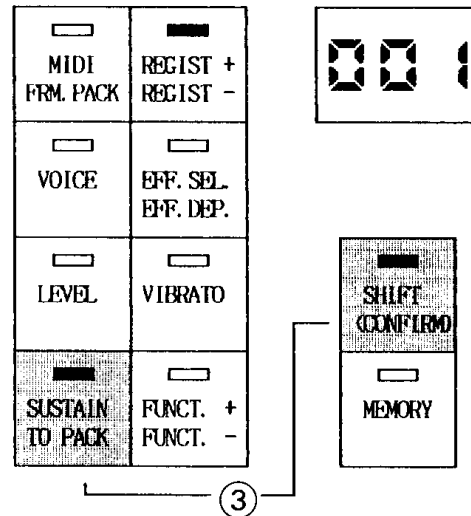 MIDI
FRM. PACK
REGIST +
REGIST -
001
VOICE
EFF. SEL.
EFF. DEP.
LEVEL
VIBRATO
SHIFT
(CONFIRM)
SUSTAIN
TO PACK
FUNCT. +
FUNCT. -
MEMORY
③